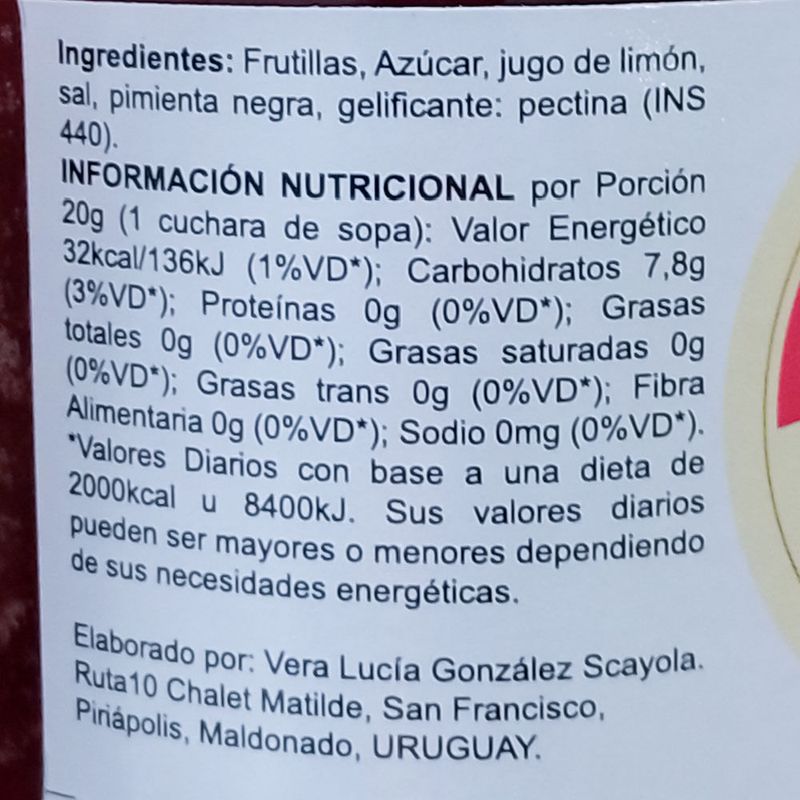 Ingredientes: Frutillas, Azúcar, jugo de limón,
sal, pimienta negra, gelificante: pectina (INS
440).
INFORMACIÓN NUTRICIONAL por Porción
20g (1 cuchara de sopa): Valor Energético
32kcal/136kJ (1%VD*); Carbohidratos 7,8g
(3%VD*); Proteínas 0g (0%VD*); Grasas
totales 0g (0%VD*); Grasas saturadas 0g
(0%VD*); Grasas trans 0g (0%VD*); Fibra
Alimentaria 0g (0%VD*); Sodio 0mg (0%VD*).
*Valores Diarios con base a una dieta de
2000kcal u 8400kJ. Sus valores diarios
pueden ser mayores o menores dependiendo
de sus necesidades energéticas.
Elaborado por: Vera Lucía González Scayola.
Ruta10 Chalet Matilde, San Francisco,
Piriápolis, Maldonado, URUGUAY.